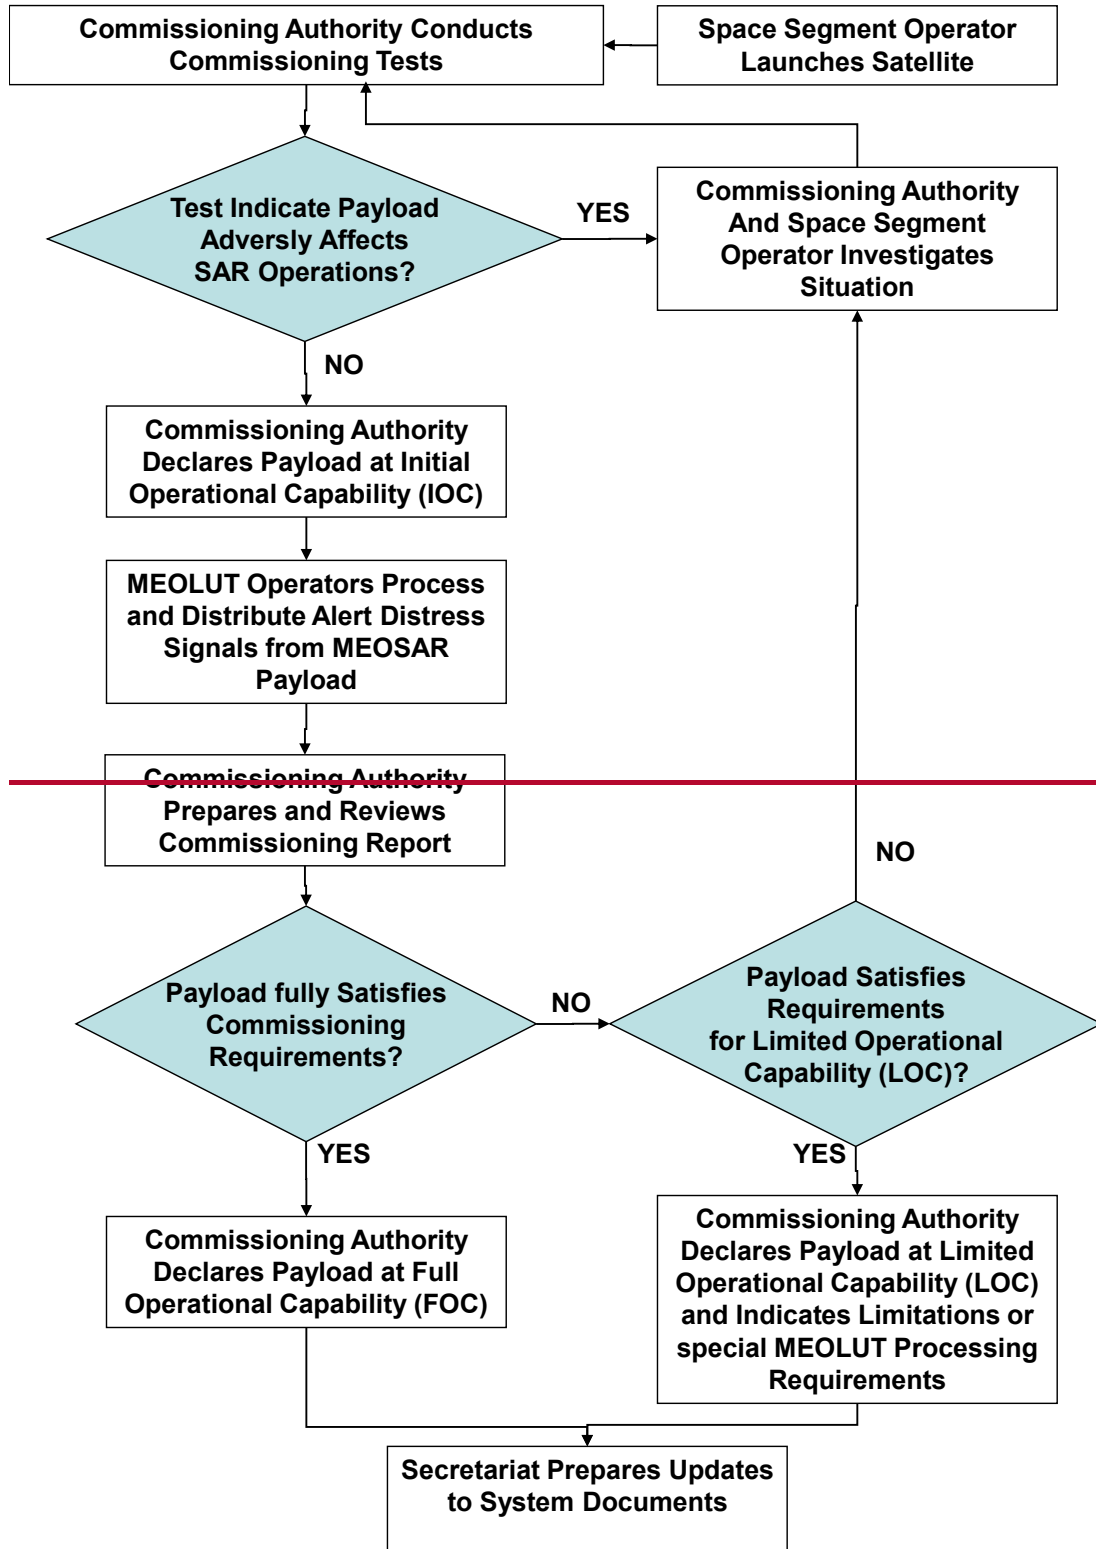 Commissioning Authority Conducts
Commissioning Tests
Space Segment Operator
Launches Satellite
Test Indicate Payload
Adversly Affects
SAR Operations?
YES
Commissioning Authority
And Space Segment
Operator Investigates
Situation
NO
Commissioning Authority
Declares Payload at Initial
Operational Capability (IOC)
MEOLUT Operators Process
and Distribute Alert Distress
Signals from MEOSAR
Payload
Commissioning Authority
Prepares and Reviews
Commissioning Report
NO
Payload fully Satisfies
Commissioning
Requirements?
NO
Payload Satisfies
Requirements
for Limited Operational
Capability (LOC)?
YES
YES
Commissioning Authority
Declares Payload at Full
Operational Capability (FOC)
Commissioning Authority
Declares Payload at Limited
Operational Capability (LOC)
and Indicates Limitations or
special MEOLUT Processing
Requirements
Secretariat Prepares Updates
to System Documents